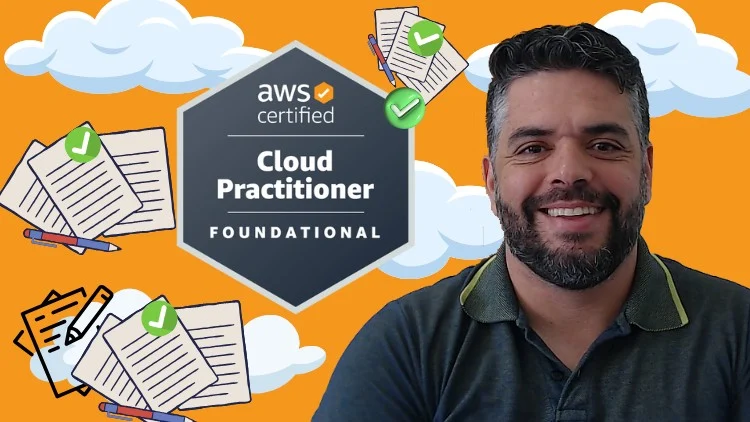 aws
certified
Cloud
Practitioner
FOUNDATIONAL